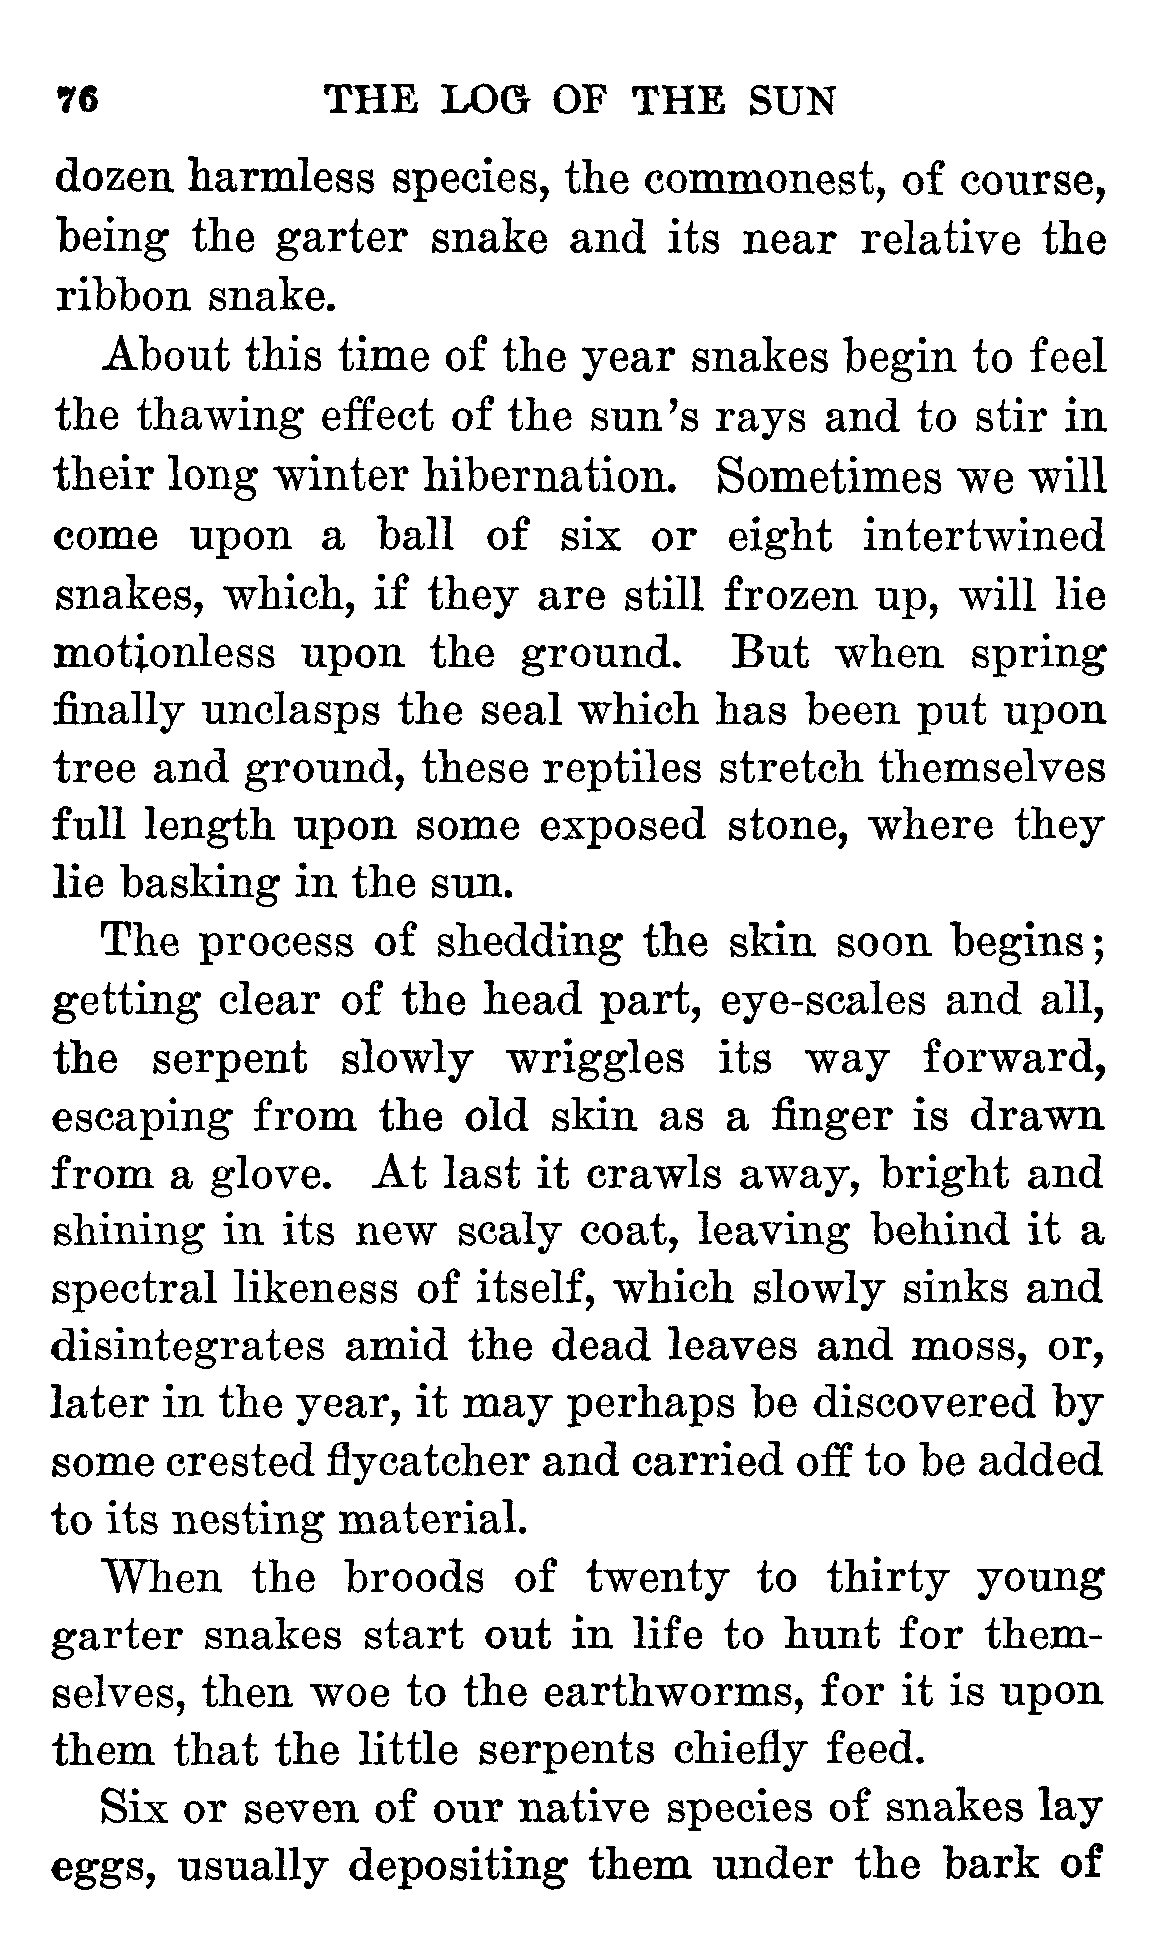 76 THE LOG OF THE SUN
dozen harmless species, the commonest, of course,
being the garter snake and its near relative the
ribbon snake.
About this time of the year snakes begin to feel
the thawing effect of the sun's rays and to stir in
their long winter hibernation. Sometimes we will
come upon a ball of six or eight intertwined
snakes, which, if they are still frozen up, will lie
motionless upon the ground. But when spring
finally unclasps the seal which has been put upon
tree and ground, these reptiles stretch themselves
full length upon some exposed stone, where they
lie basking in the sun.
The process of shedding the skin soon begins;
getting clear of the head part, eye-scales and all,
the serpent slowly wriggles its way forward,
escaping from the old skin as a finger is drawn
from a glove. At last it crawls away, bright and
shining in its new scaly coat, leaving behind it a
spectral likeness of itself, which slowly sinks and
disintegrates amid the dead leaves and moss, or,
later in the year, it may perhaps be discovered by
some crested flycatcher and carried off to be added
to its nesting material.
When the broods of twenty to thirty young
garter snakes start out in life to hunt for them-
selves, then woe to the earthworms, for it is upon
them that the little serpents chiefly feed.
Six or seven of our native species of snakes lay
eggs, usually depositing them under the bark of